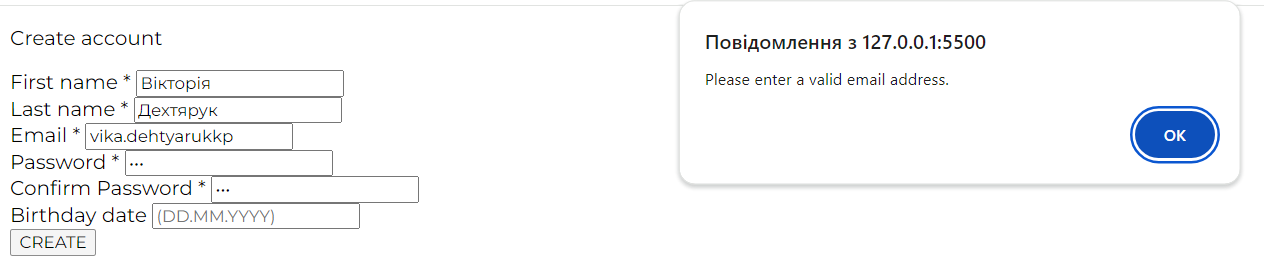 Create account
First name * Вікторія
Last name * Дехтярук
Email * vika.dehtyarukkp
Password * •••
Confirm Password * •••
Birthday date (DD.MM.YYYY)
CREATE
Повідомлення з 127.0.0.1:5500
Please enter a valid email address.
ОК